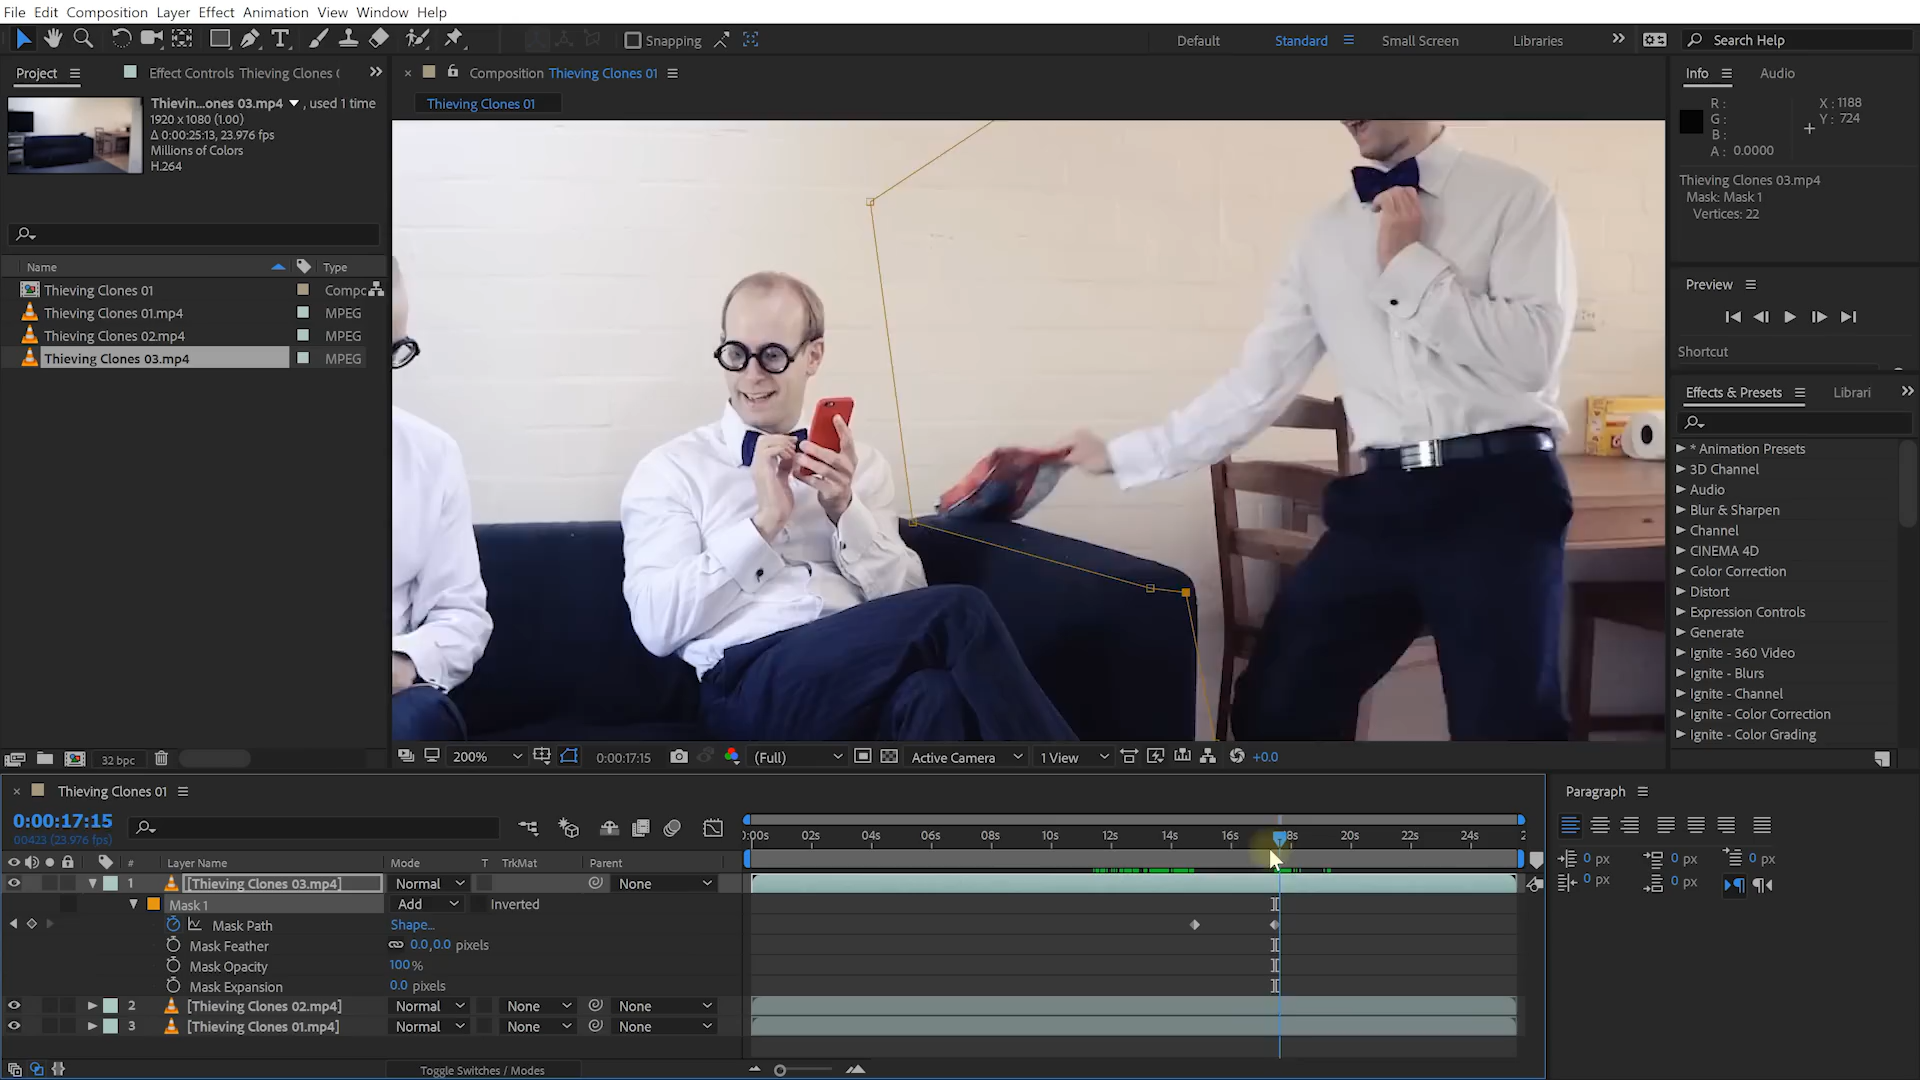 File Edit Composition Layer Effect Animation View Window Help
Snapping
Default Standard Small Screen Libraries Search Help
Project Effect Controls Thieving Clones (
Composition Thieving Clones 01
Info Audio
Thieving Clones 01
Thievin...ones 03.mp4 , used 1 time
1920 x 1080 (1.00)
Δ 0:00:25:13, 23.976 fps
Millions of Colors
H.264
R :
G :
B :
A : 0.0000
X : 1188
Y : 724
Thieving Clones 03.mp4
Mask: Mask 1
Vertices: 22
Name Type
Thieving Clones 01 Compc
Thieving Clones 01.mp4 MPEG
Thieving Clones 02.mp4 MPEG
Thieving Clones 03.mp4 MPEG
Preview
Shortcut
Effects & Presets Librari
* Animation Presets
3D Channel
Audio
Blur & Sharpen
Channel
CINEMA 4D
Color Correction
Distort
Expression Controls
Generate
Ignite - 360 Video
Ignite - Blurs
Ignite - Channel
Ignite - Color Correction
Ignite - Color Grading
32 bpc
200% 0:00:17:15 (Full) Active Camera 1 View +0.0
Thieving Clones 01
0:00:17:15
00423 (23.976 fps)
):00s 02s 04s 06s 08s 10s 12s 14s 16s 8s 20s 22s 24s 2
# Layer Name Mode T TrkMat Parent
1 [Thieving Clones 03.mp4] Normal None
Mask 1 Add Inverted
Mask Path Shape...
Mask Feather 0.0,0.0 pixels
Mask Opacity 100 %
Mask Expansion 0.0 pixels
2 [Thieving Clones 02.mp4] Normal None None
3 [Thieving Clones 01.mp4] Normal None None
Toggle Switches / Modes
Paragraph
0 px 0 px 0 px
0 px 0 px